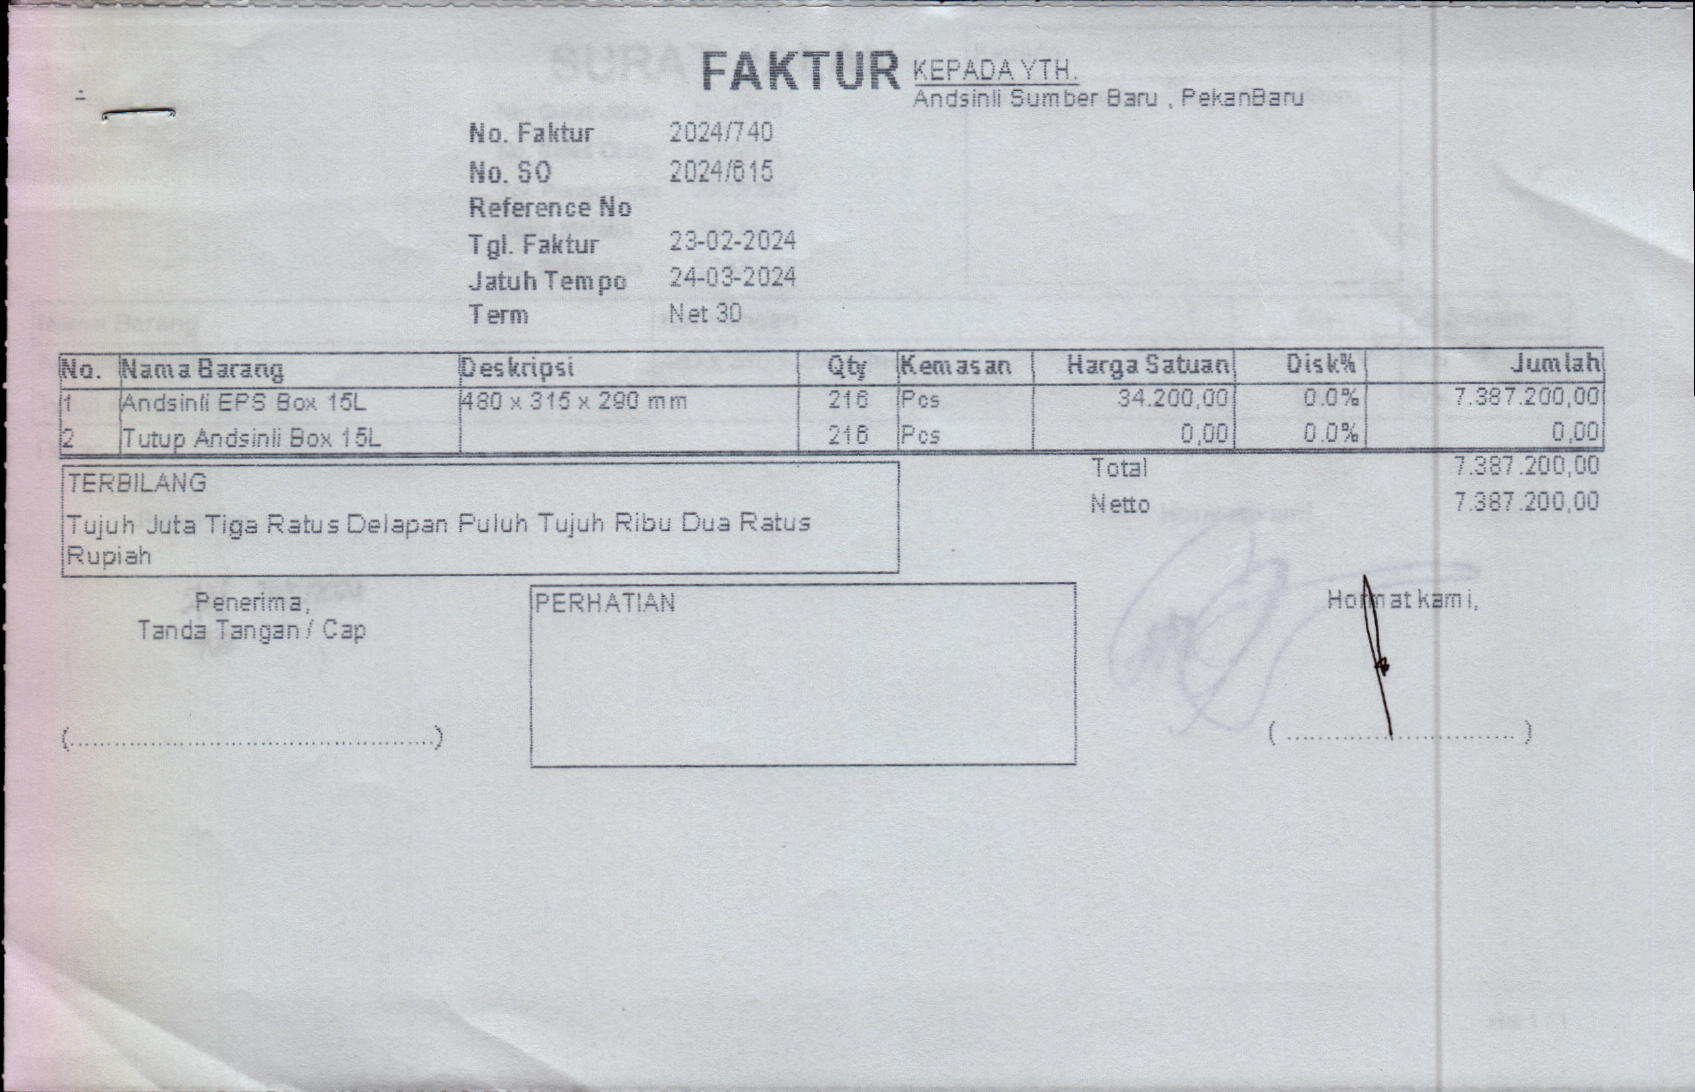 FAKTUR
KEPADA YTH.
Andsinli Sumber Baru , PekanBaru
No. Faktur 2024/740
No. SO 2024/615
Reference No
Tgl. Faktur 23-02-2024
Jatuh Tempo 24-03-2024
Term Net 30
No. Nama Barang Deskripsi Qty Kemasan Harga Satuan Disk% Jumlah
1 Andsinli EPS Box 15L 480 x 315 x 290 mm 216 Pcs 34.200,00 0.0% 7.387.200,00
2 Tutup Andsinli Box 15L 216 Pcs 0,00 0.0% 0,00
Total 7.387.200,00
Netto 7.387.200,00
TERBILANG
Tujuh Juta Tiga Ratus Delapan Puluh Tujuh Ribu Dua Ratus
Rupiah
Penerima,
Tanda Tangan / Cap
PERHATIAN
Hormat kami,
(..............................................)
( ............................. )